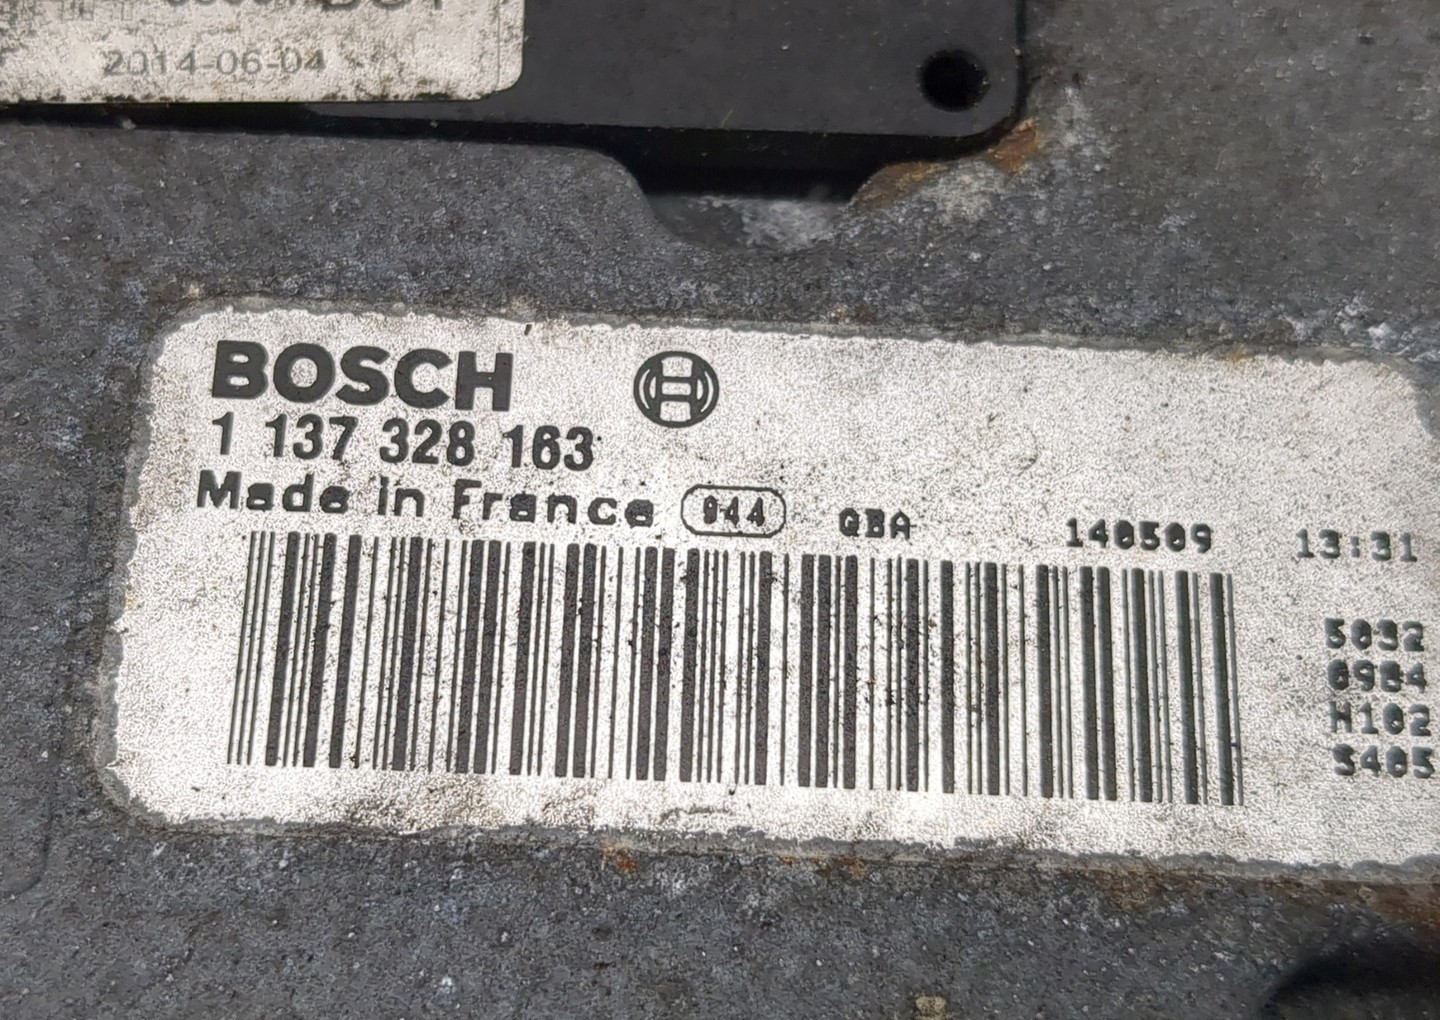 2014-06-04
BOSCH
1 137 328 163
Made in France 944 QBA 140509 13:31
5092
0984
H102
S405